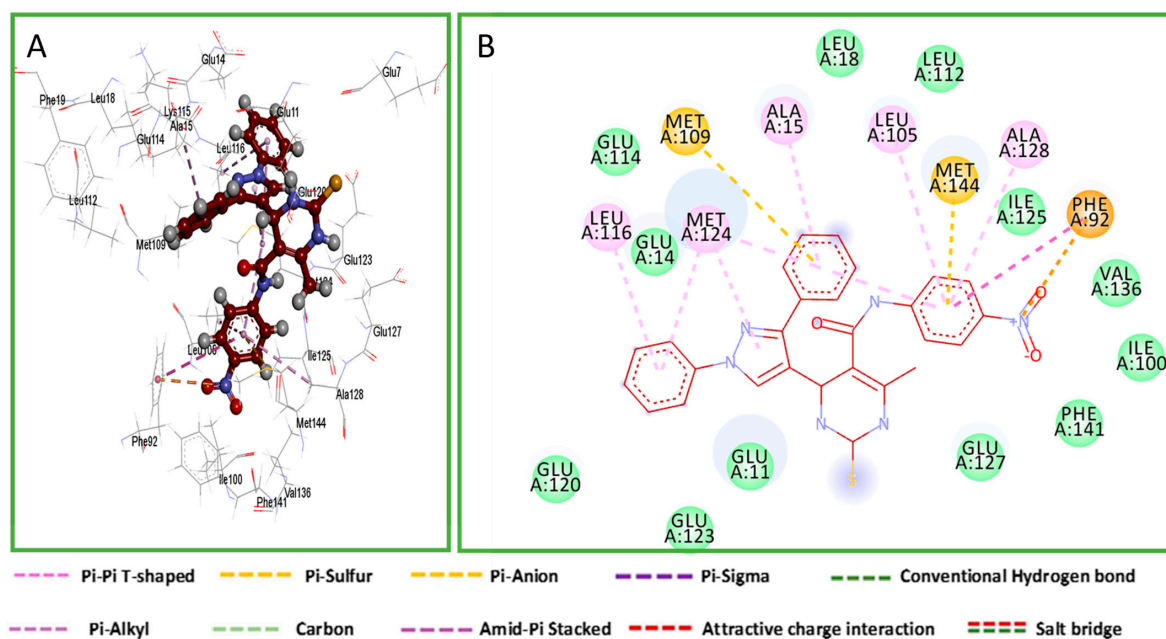 A
Glu14
Glu7
Phe19
Leu18
Lys115
Ala15
Glu11
Glu114
Leu116
Glu120
Leu112
Met109
Glu123
Glu127
Ile125
Ala128
Met144
Phe92
Ile100
Val136
Phe141
B
LEU
A:18
LEU
A:112
MET
A:109
ALA
A:15
LEU
A:105
ALA
A:128
GLU
A:114
MET
A:144
ILE
A:125
PHE
A:92
LEU
A:116
GLU
A:14
MET
A:124
VAL
A:136
N
N
O
N
N
+
O
-O
ILE
A:100
N
N
PHE
A:141
GLU
A:11
GLU
A:127
S
GLU
A:120
GLU
A:123
Pi-Pi T-shaped Pi-Sulfur Pi-Anion Pi-Sigma Conventional Hydrogen bond
Pi-Alkyl Carbon Amid-Pi Stacked Attractive charge interaction Salt bridge